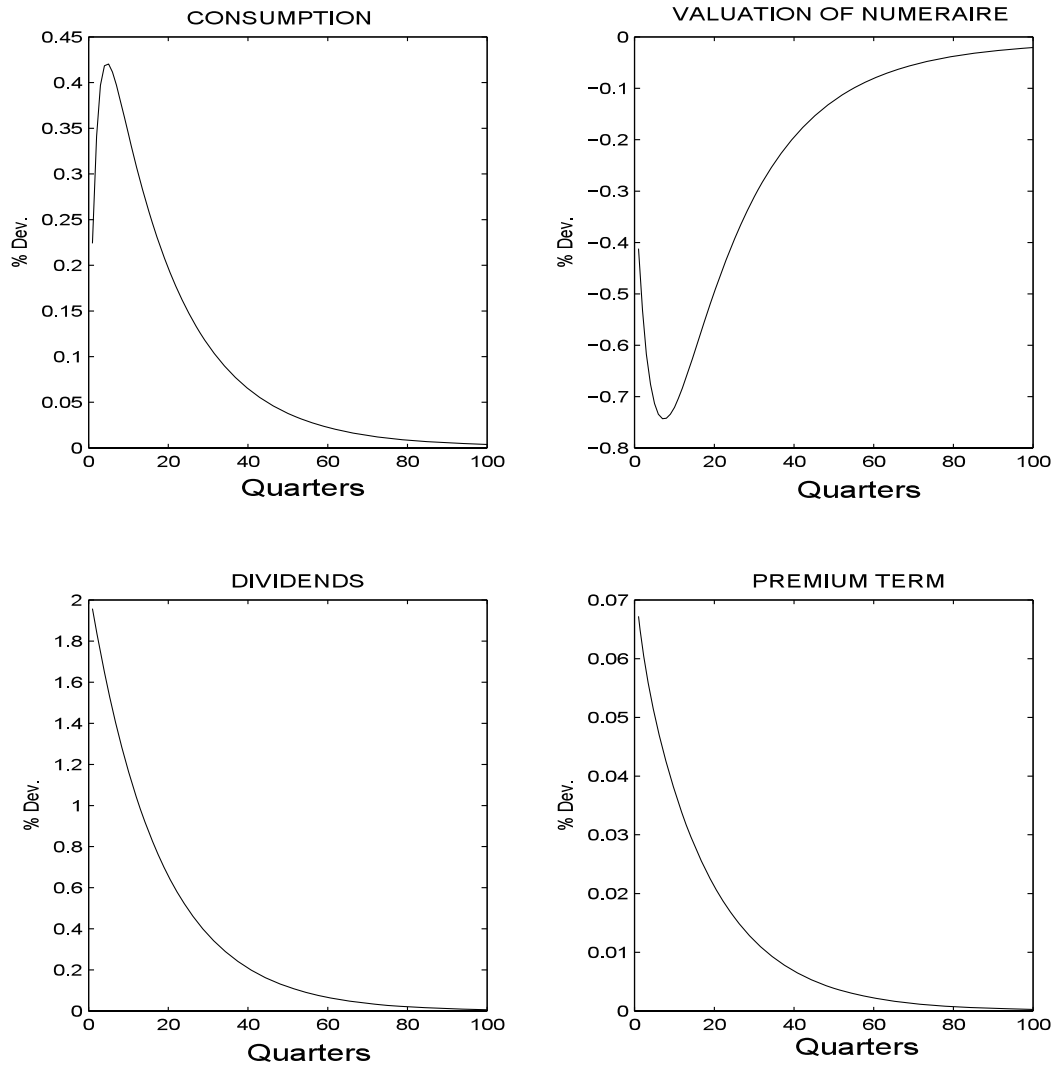 CONSUMPTION
0.45
0.4
0.35
0.3
0.25
0.2
0.15
0.1
0.05
0
% Dev.
0 20 40 60 80 100
Quarters
VALUATION OF NUMERAIRE
0
−0.1
−0.2
−0.3
−0.4
−0.5
−0.6
−0.7
−0.8
% Dev.
0 20 40 60 80 100
Quarters
DIVIDENDS
2
1.8
1.6
1.4
1.2
1
0.8
0.6
0.4
0.2
0
% Dev.
0 20 40 60 80 100
Quarters
PREMIUM TERM
0.07
0.06
0.05
0.04
0.03
0.02
0.01
0
% Dev.
0 20 40 60 80 100
Quarters